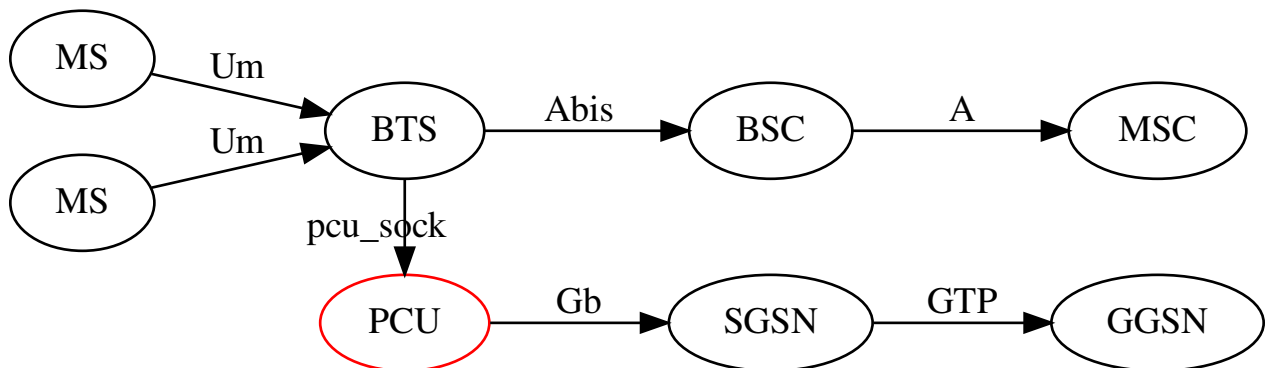 MS
Um
BTS
Abis
BSC
A
MSC
Um
MS
pcu_sock
PCU
Gb
SGSN
GTP
GGSN